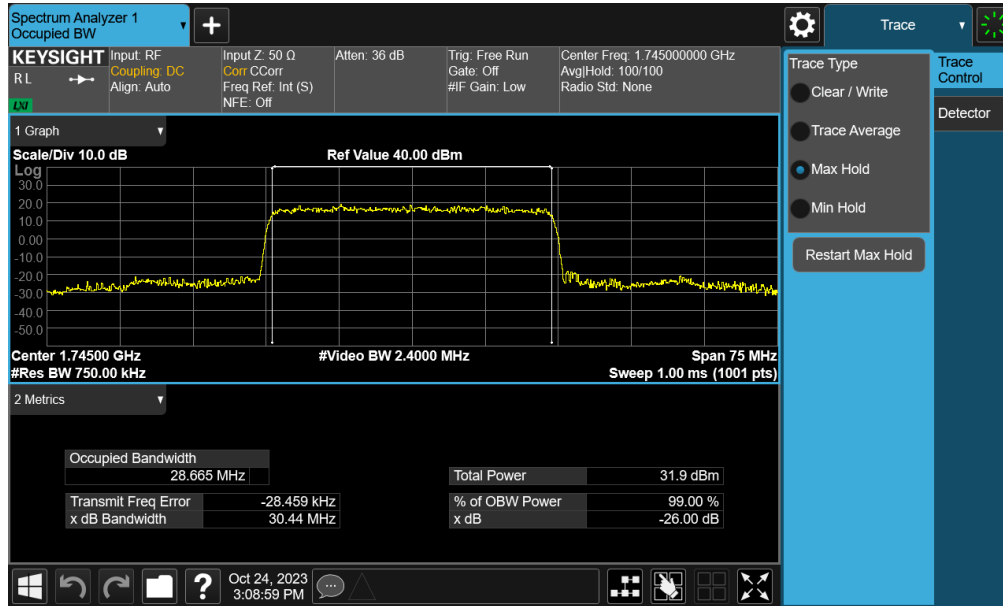 Spectrum Analyzer 1
Occupied BW
Trace
KEYSIGHT
R L
LXI
Input: RF
Coupling: DC
Align: Auto
Input Z: 50 Ω
Corr CCorr
Freq Ref: Int (S)
NFE: Off
Atten: 36 dB
Trig: Free Run
Gate: Off
#IF Gain: Low
Center Freq: 1.745000000 GHz
Avg|Hold: 100/100
Radio Std: None
Trace Type
Clear / Write
Trace Average
Max Hold
Min Hold
Restart Max Hold
Trace
Control
Detector
1 Graph
Scale/Div 10.0 dB
Ref Value 40.00 dBm
Log
30.0
20.0
10.0
0.00
-10.0
-20.0
-30.0
-40.0
-50.0
Center 1.74500 GHz
#Video BW 2.4000 MHz
Span 75 MHz
#Res BW 750.00 kHz
Sweep 1.00 ms (1001 pts)
2 Metrics
Occupied Bandwidth
28.665 MHz
Total Power 31.9 dBm
Transmit Freq Error -28.459 kHz
% of OBW Power 99.00 %
x dB Bandwidth 30.44 MHz
x dB -26.00 dB
?
Oct 24, 2023
3:08:59 PM